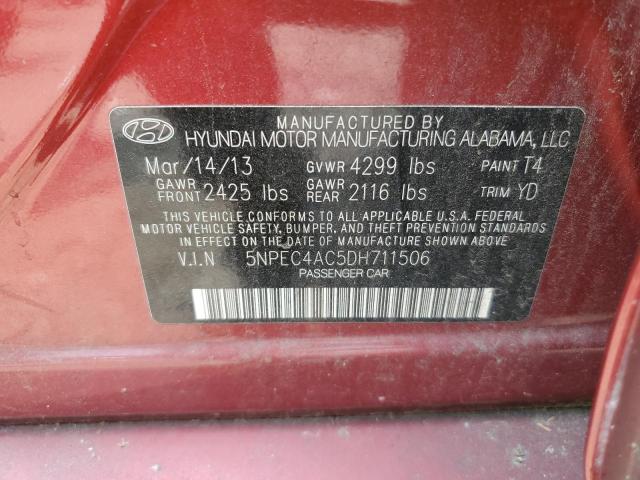 MANUFACTURED BY
HYUNDAI MOTOR MANUFACTURING ALABAMA, LLC
Mar/14/13 GVWR 4299 lbs PAINT T4
GAWR FRONT 2425 lbs GAWR REAR 2116 lbs TRIM YD
THIS VEHICLE CONFORMS TO ALL APPLICABLE U.S.A. FEDERAL
MOTOR VEHICLE SAFETY, BUMPER, AND THEFT PREVENTION STANDARDS
IN EFFECT ON THE DATE OF MANUFACTURE SHOWN ABOVE
V.I.N 5NPEC4AC5DH711506
PASSENGER CAR